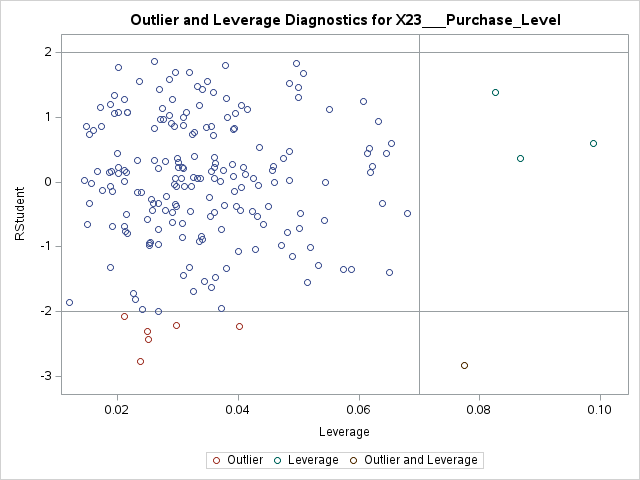 Outlier and Leverage Diagnostics for X23___Purchase_Level
2
1
0
-1
-2
-3
RStudent
0.02 0.04 0.06 0.08 0.10
Leverage
Outlier Leverage Outlier and Leverage